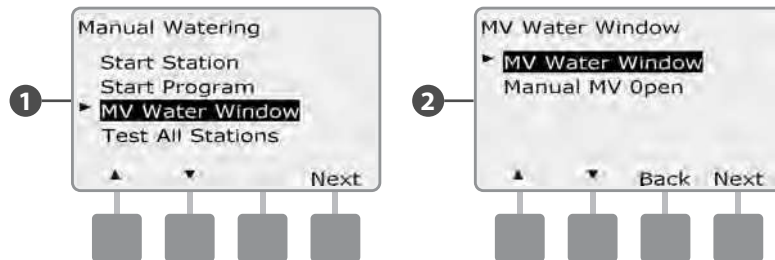 Manual Watering
Start Station
Start Program
MV Water Window
Test All Stations
Next
1
MV Water Window
MV Water Window
Manual MV Open
Back Next
2